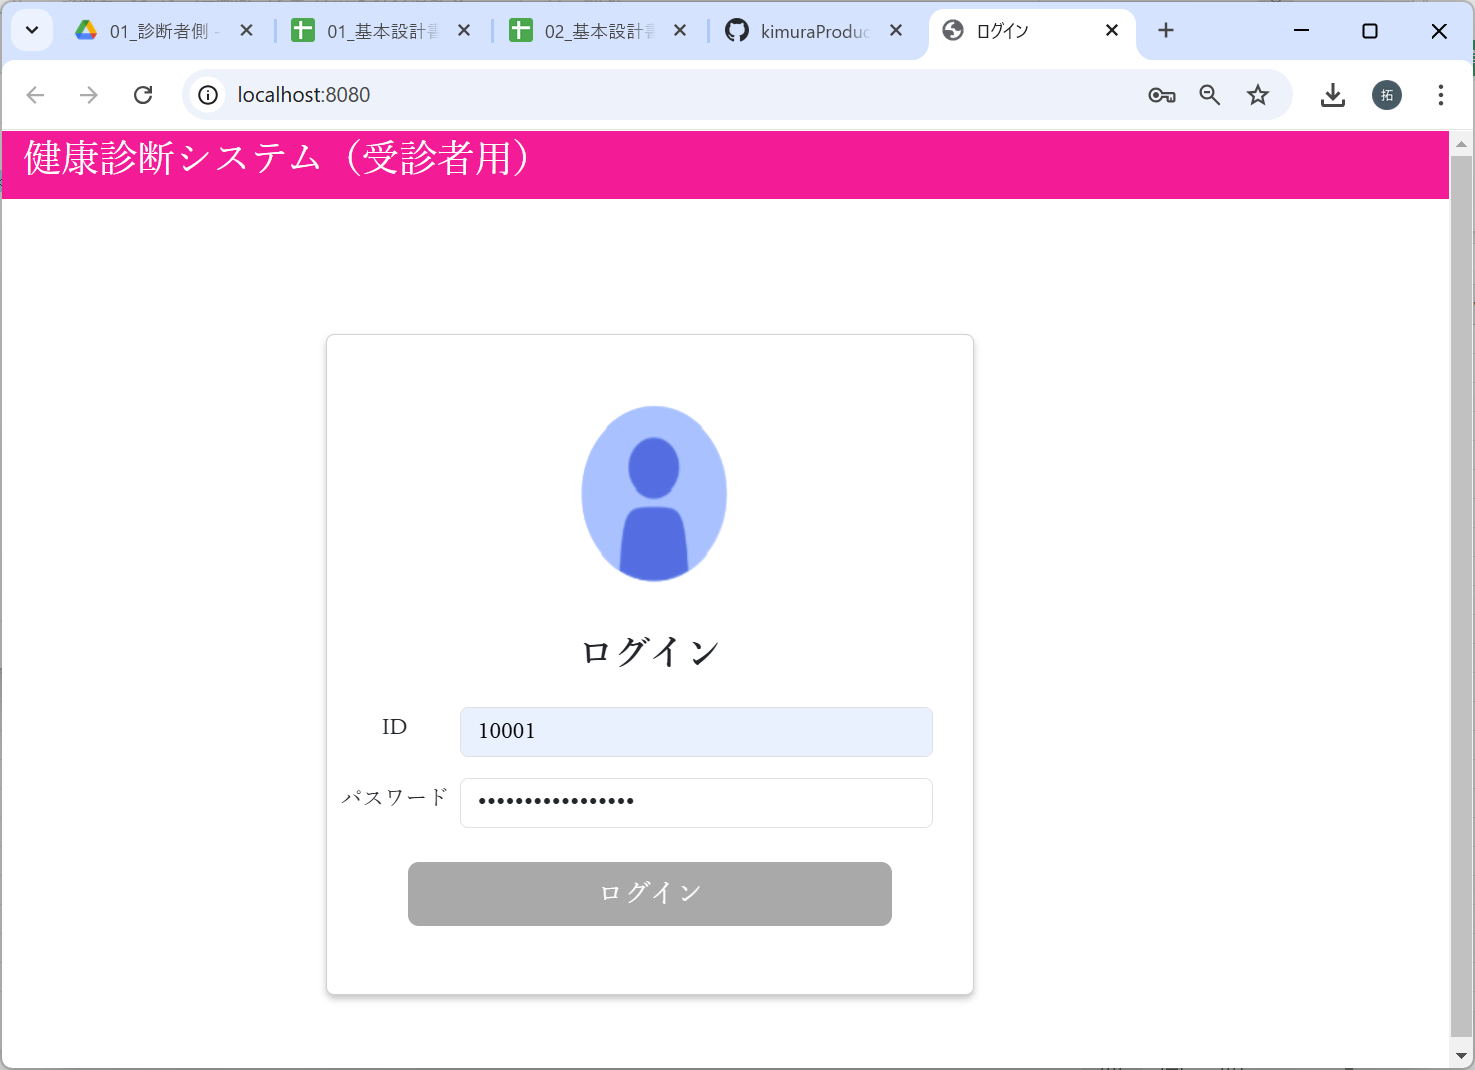 01_診断者側 -
01_基本設計書
02_基本設計書
kimuraProduc
ログイン
localhost:8080
拓
健康診断システム（受診者用）
ログイン
ID
10001
パスワード
•••••••••••••••••
ログイン